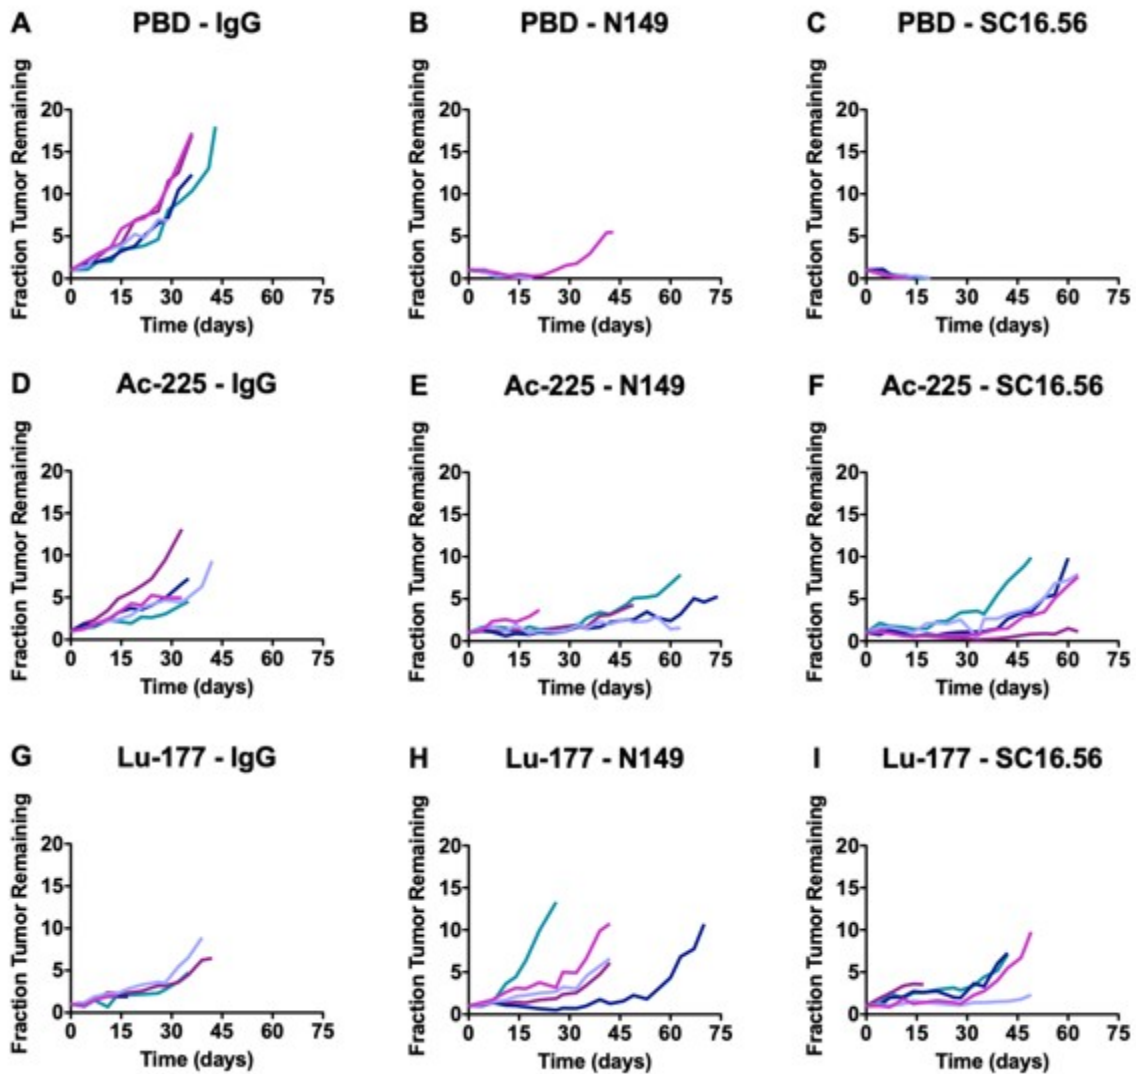 A PBD - IgG
Fraction Tumor Remaining
20
15
10
5
0
0 15 30 45 60 75
Time (days)
B PBD - N149
Fraction Tumor Remaining
20
15
10
5
0
0 15 30 45 60 75
Time (days)
C PBD - SC16.56
Fraction Tumor Remaining
20
15
10
5
0
0 15 30 45 60 75
Time (days)
D Ac-225 - IgG
Fraction Tumor Remaining
20
15
10
5
0
0 15 30 45 60 75
Time (days)
E Ac-225 - N149
Fraction Tumor Remaining
20
15
10
5
0
0 15 30 45 60 75
Time (days)
F Ac-225 - SC16.56
Fraction Tumor Remaining
20
15
10
5
0
0 15 30 45 60 75
Time (days)
G Lu-177 - IgG
Fraction Tumor Remaining
20
15
10
5
0
0 15 30 45 60 75
Time (days)
H Lu-177 - N149
Fraction Tumor Remaining
20
15
10
5
0
0 15 30 45 60 75
Time (days)
I Lu-177 - SC16.56
Fraction Tumor Remaining
20
15
10
5
0
0 15 30 45 60 75
Time (days)